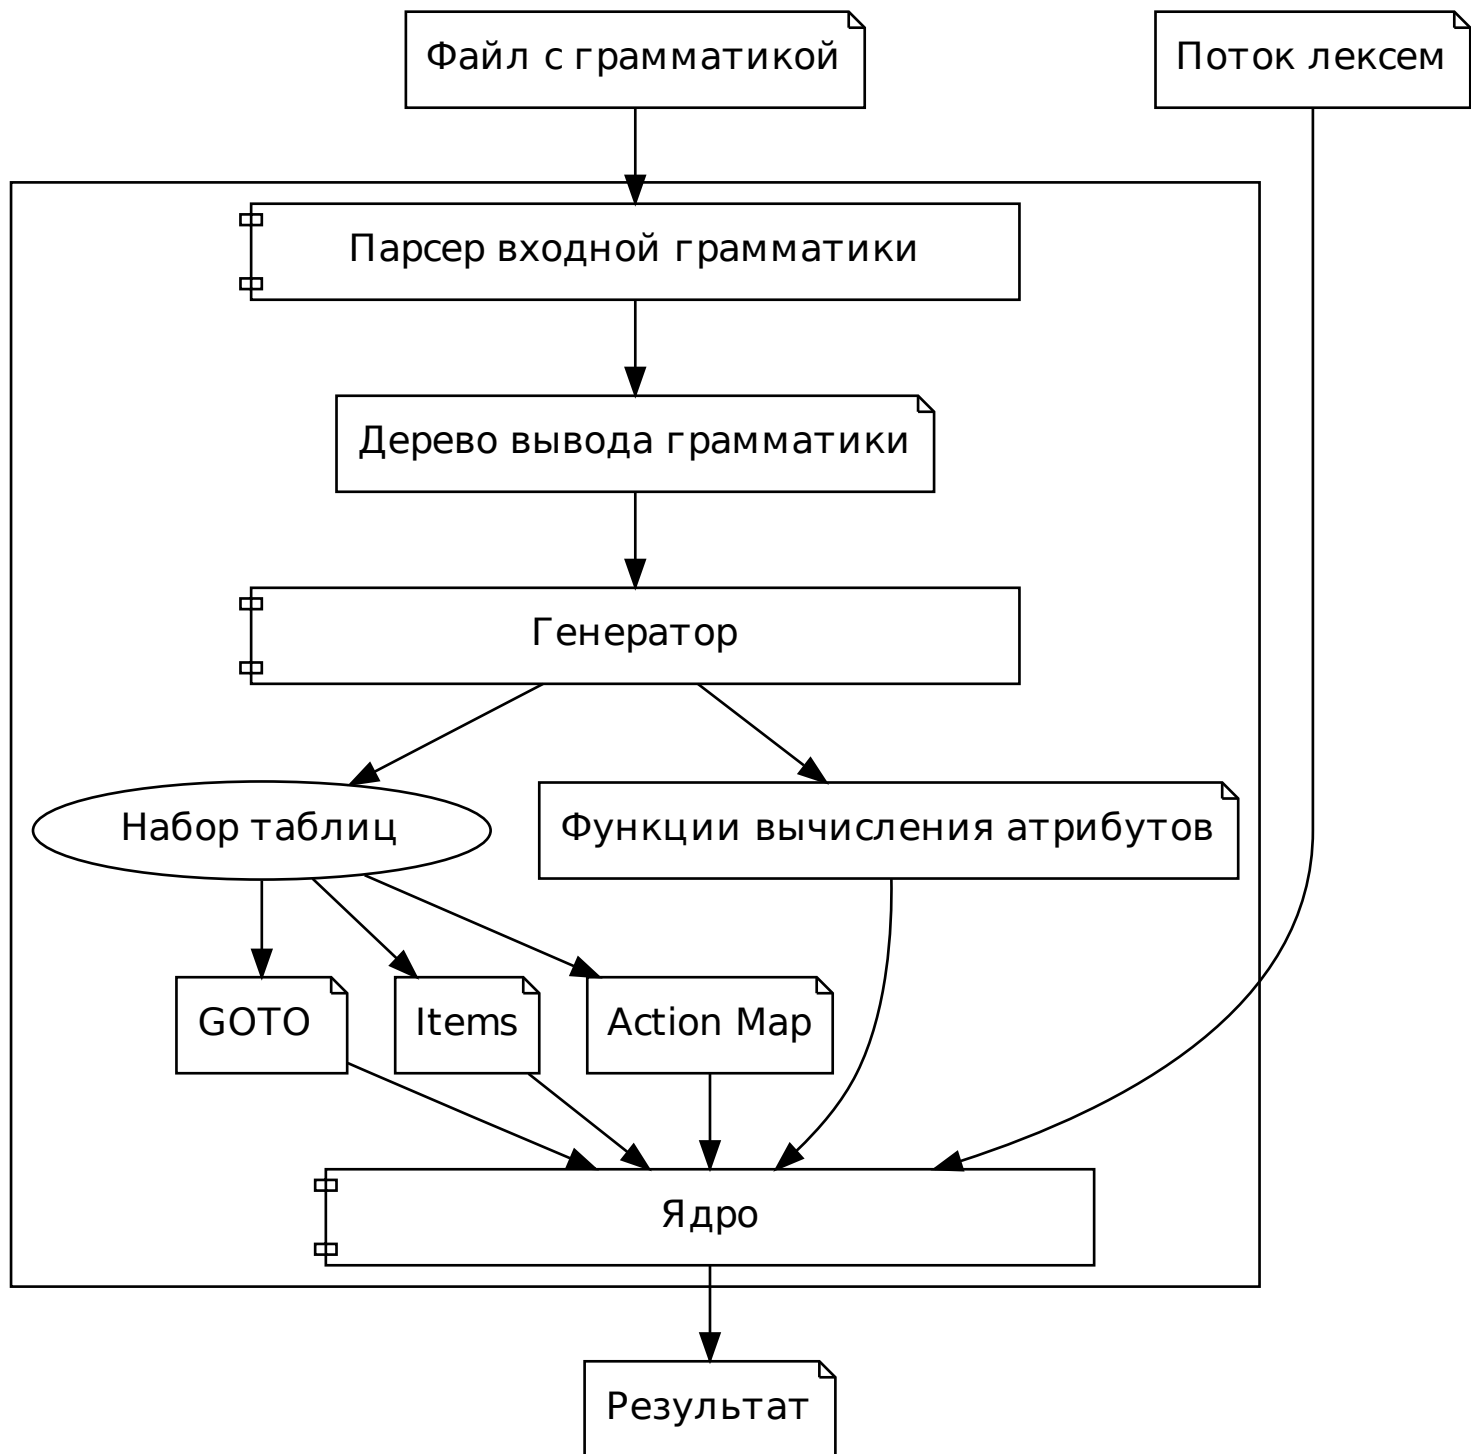 Файл с грамматикой
Поток лексем
Парсер входной грамматики
Дерево вывода грамматики
Генератор
Набор таблиц
Функции вычисления атрибутов
GOTO
Items
Action Map
Ядро
Результат